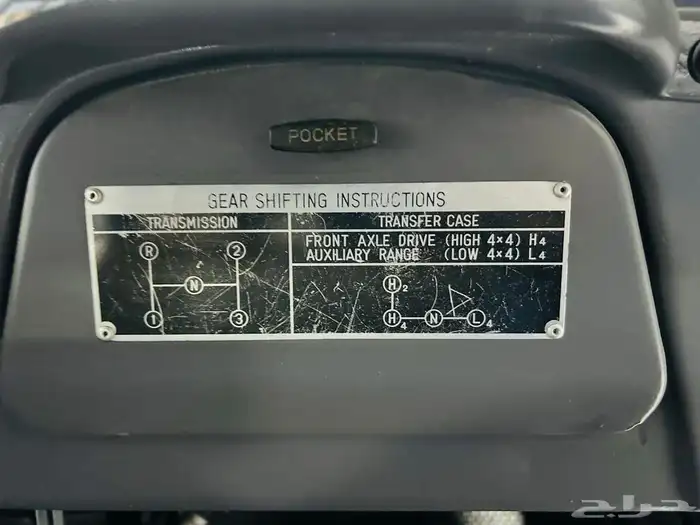 POCKET
GEAR SHIFTING INSTRUCTIONS
TRANSMISSION
R 2
N
1 3
TRANSFER CASE
FRONT AXLE DRIVE (HIGH 4×4) H4
AUXILIARY RANGE (LOW 4×4) L4
H2
H4 N L4
حراج